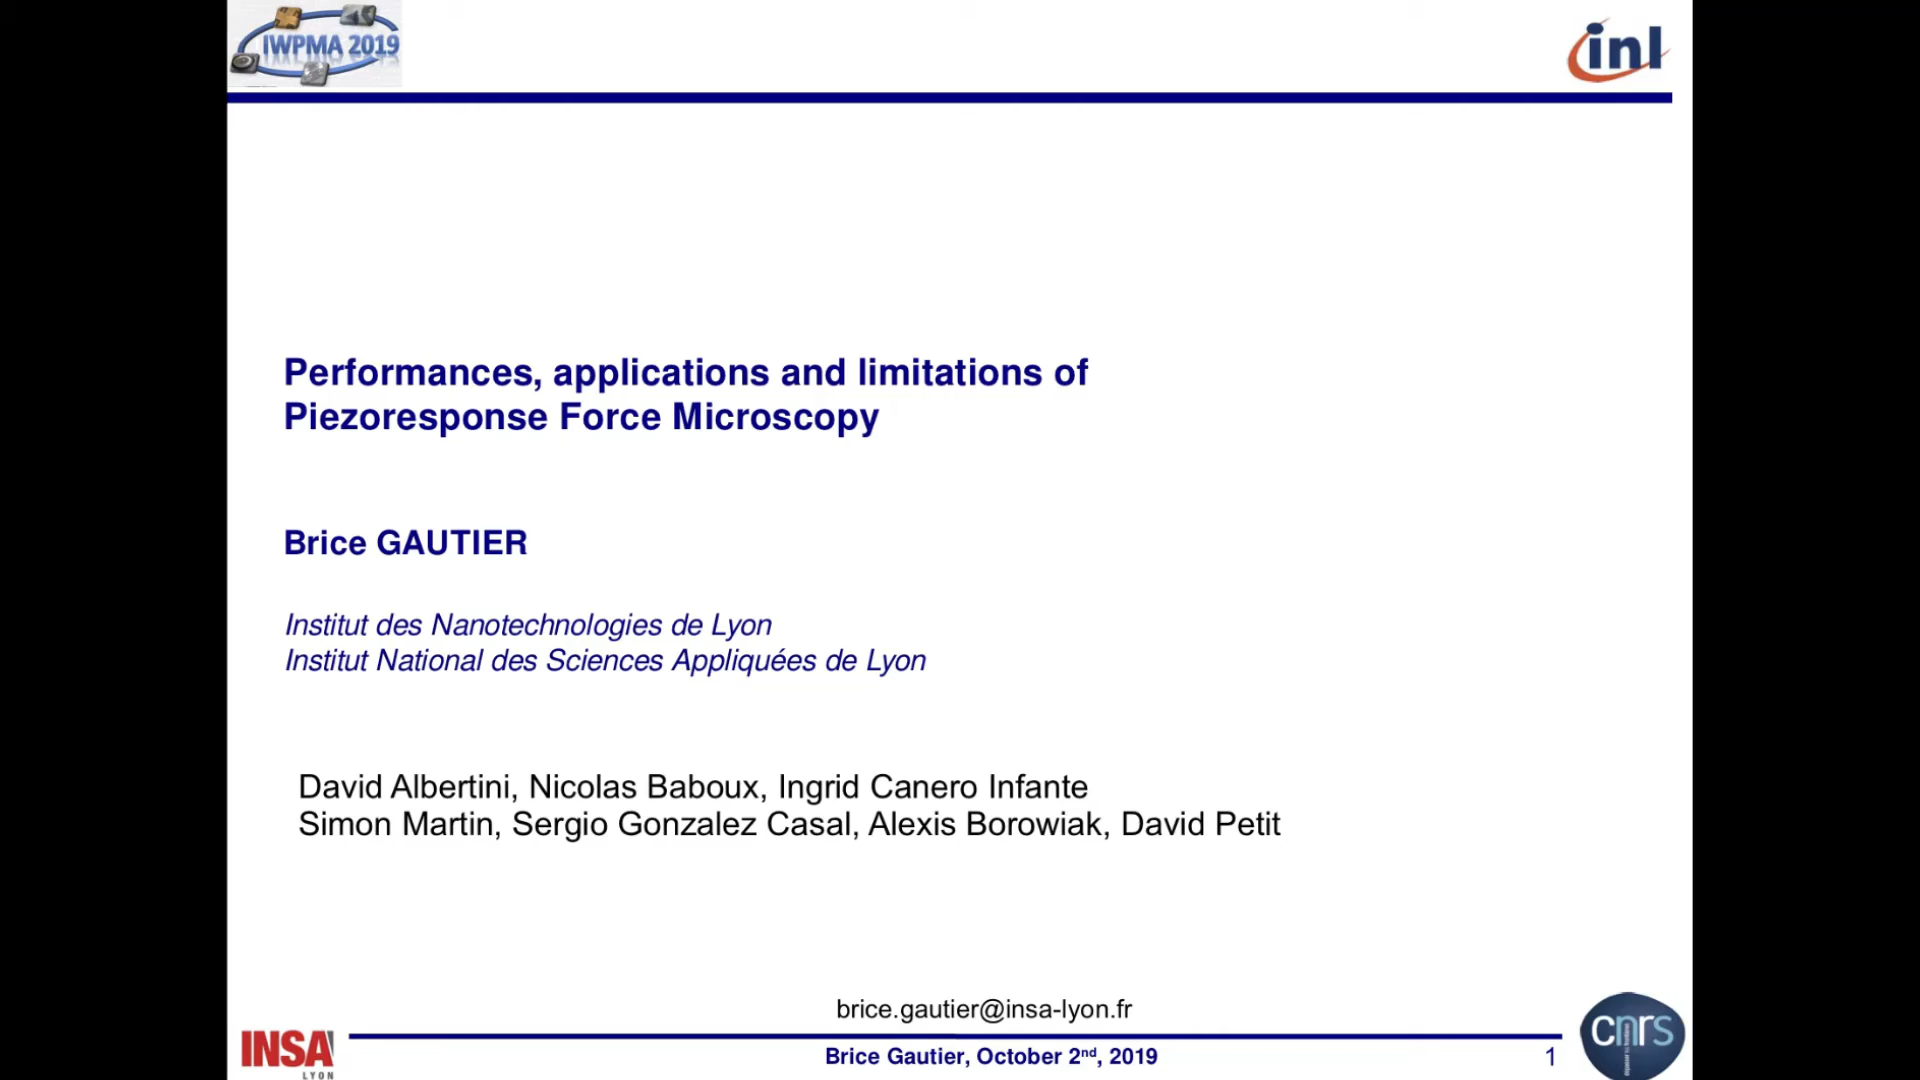 IWPMA 2019
inl
Performances, applications and limitations of
Piezoresponse Force Microscopy
Brice GAUTIER
Institut des Nanotechnologies de Lyon
Institut National des Sciences Appliquées de Lyon
David Albertini, Nicolas Baboux, Ingrid Canero Infante
Simon Martin, Sergio Gonzalez Casal, Alexis Borowiak, David Petit
brice.gautier@insa-lyon.fr
INSA
LYON
Brice Gautier, October 2nd, 2019
1
cnrs